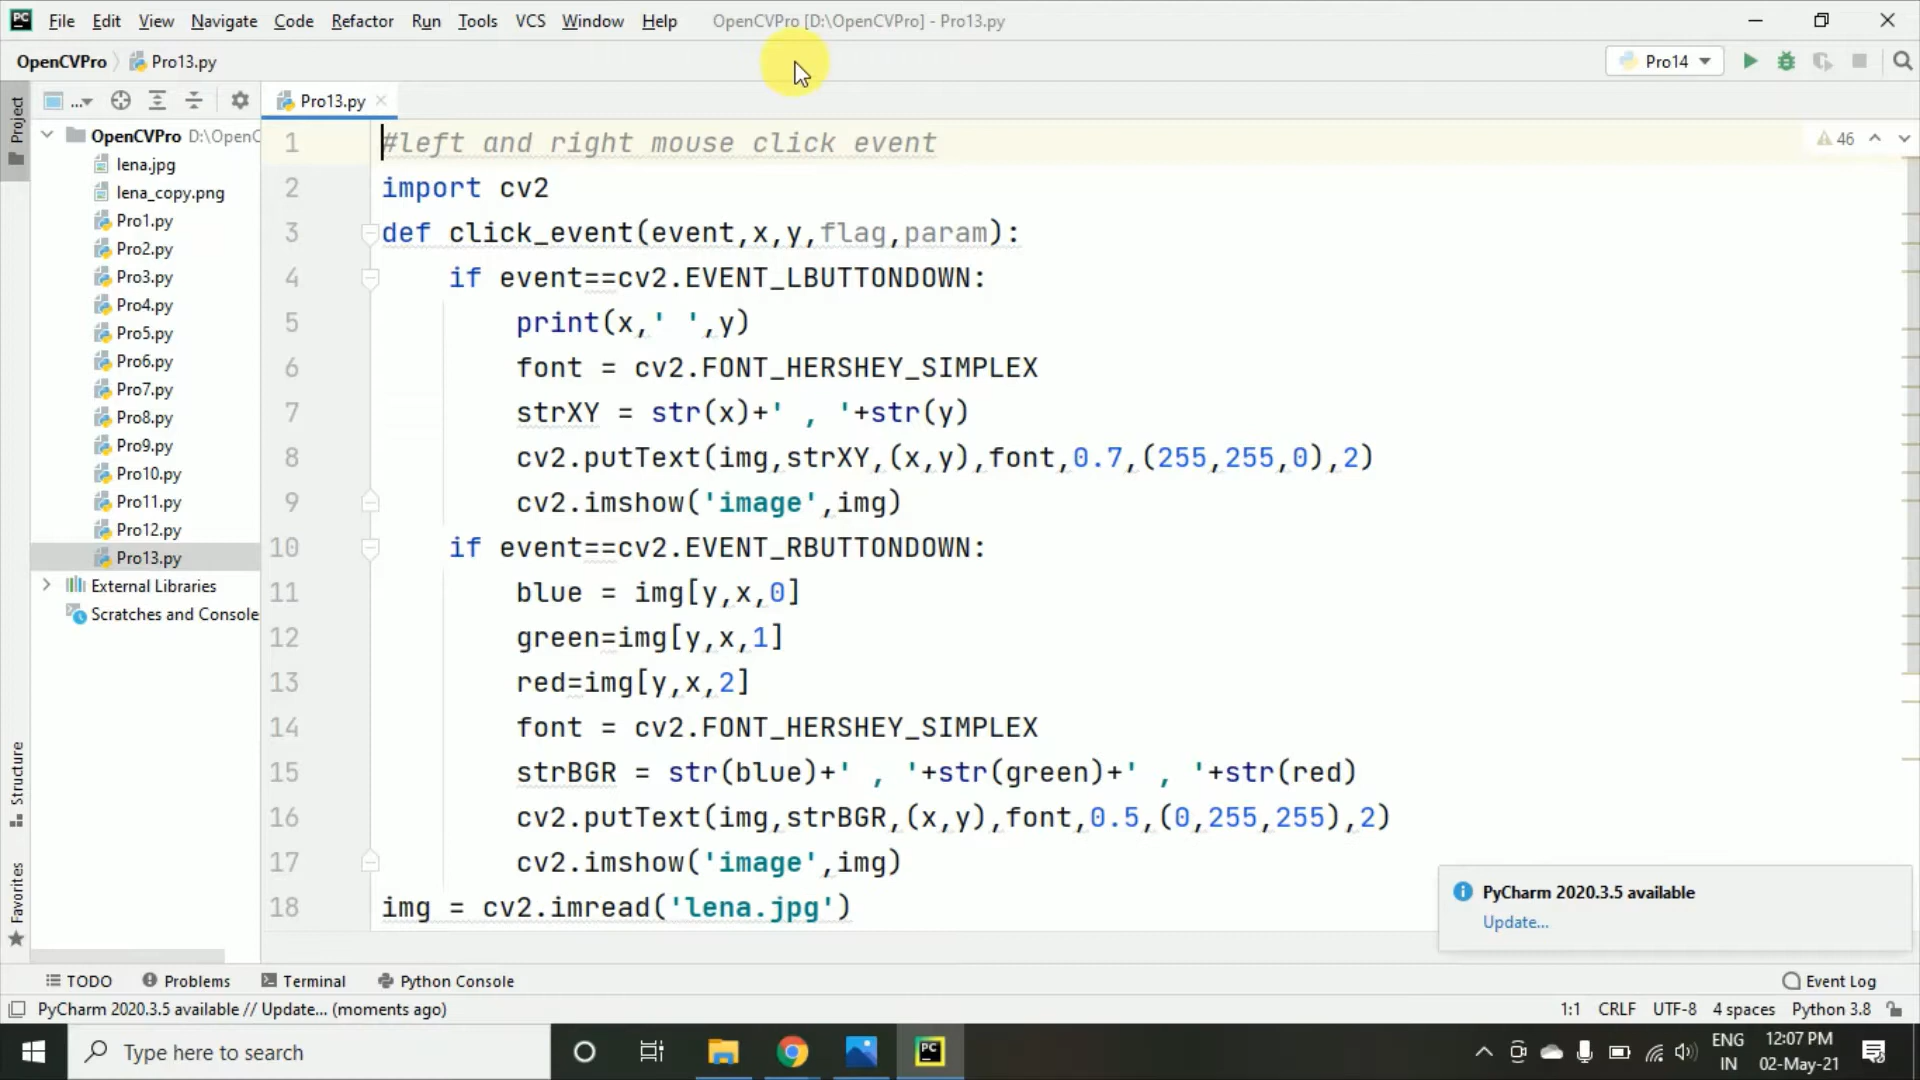 PC File Edit View Navigate Code Refactor Run Tools VCS Window Help OpenCVPro [D:\OpenCVPro] - Pro13.py
OpenCVPro Pro13.py Pro14
Project
... Pro13.py
OpenCVPro D:\OpenC
lena.jpg
lena_copy.png
Pro1.py
Pro2.py
Pro3.py
Pro4.py
Pro5.py
Pro6.py
Pro7.py
Pro8.py
Pro9.py
Pro10.py
Pro11.py
Pro12.py
Pro13.py
External Libraries
Scratches and Console
46
1 #left and right mouse click event
2 import cv2
3 def click_event(event,x,y,flag,param):
4 if event==cv2.EVENT_LBUTTONDOWN:
5 print(x,' ',y)
6 font = cv2.FONT_HERSHEY_SIMPLEX
7 strXY = str(x)+' , '+str(y)
8 cv2.putText(img,strXY,(x,y),font,0.7,(255,255,0),2)
9 cv2.imshow('image',img)
10 if event==cv2.EVENT_RBUTTONDOWN:
11 blue = img[y,x,0]
12 green=img[y,x,1]
13 red=img[y,x,2]
14 font = cv2.FONT_HERSHEY_SIMPLEX
15 strBGR = str(blue)+' , '+str(green)+' , '+str(red)
16 cv2.putText(img,strBGR,(x,y),font,0.5,(0,255,255),2)
17 cv2.imshow('image',img)
18 img = cv2.imread('lena.jpg')
Structure
Favorites
PyCharm 2020.3.5 available
Update...
TODO Problems Terminal Python Console Event Log
PyCharm 2020.3.5 available // Update... (moments ago) 1:1 CRLF UTF-8 4 spaces Python 3.8
Type here to search PC ENG 12:07 PM
IN 02-May-21